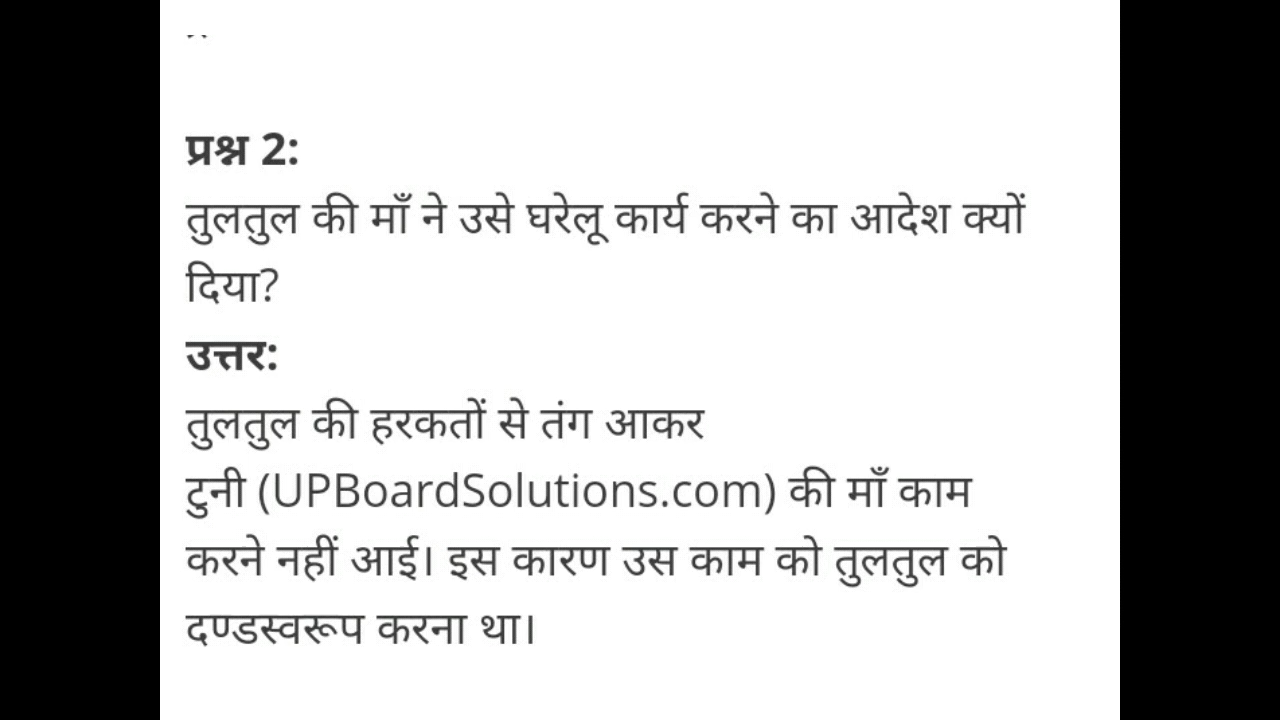 प्रश्न 2:
तुलतुल की माँ ने उसे घरेलू कार्य करने का आदेश क्यों
दिया?
उत्तर:
तुलतुल की हरकतों से तंग आकर
टुनी (UPBoardSolutions.com) की माँ काम
करने नहीं आई। इस कारण उस काम को तुलतुल को
दण्डस्वरूप करना था।